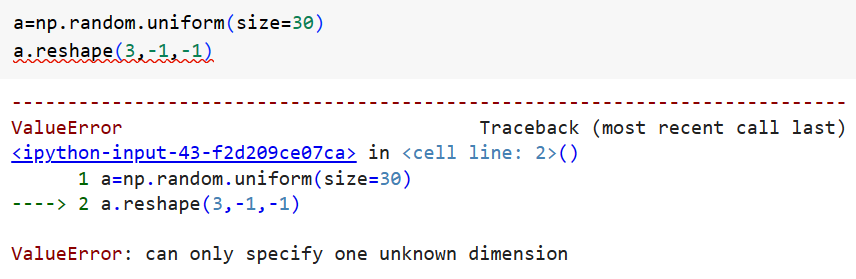 a=np.random.uniform(size=30)
a.reshape(3,-1,-1)
---------------------------------------------------------------------------
ValueError                                Traceback (most recent call last)
<ipython-input-43-f2d209ce07ca> in <cell line: 2>()
      1 a=np.random.uniform(size=30)
----> 2 a.reshape(3,-1,-1)
ValueError: can only specify one unknown dimension